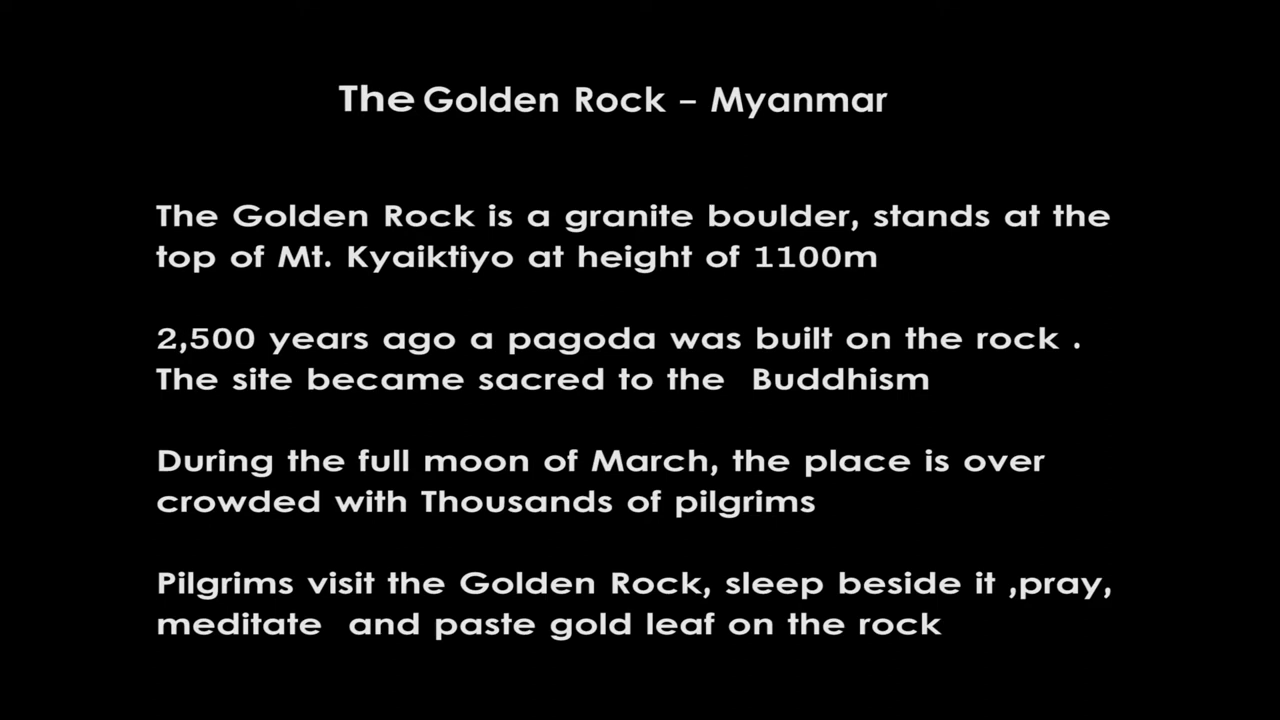 The Golden Rock – Myanmar
The Golden Rock is a granite boulder, stands at the
top of Mt. Kyaiktiyo at height of 1100m
2,500 years ago a pagoda was built on the rock .
The site became sacred to the  Buddhism
During the full moon of March, the place is over
crowded with Thousands of pilgrims
Pilgrims visit the Golden Rock, sleep beside it ,pray,
meditate  and paste gold leaf on the rock